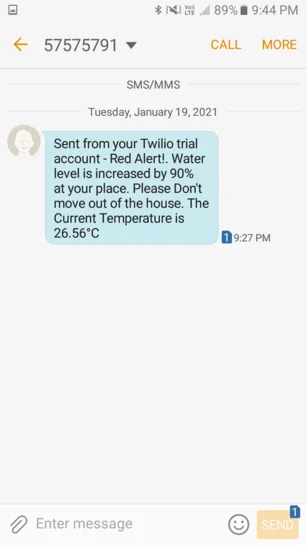 89% 9:44 PM
57575791 CALL MORE
SMS/MMS
Tuesday, January 19, 2021
Sent from your Twilio trial
account - Red Alert!. Water
level is increased by 90%
at your place. Please Don't
move out of the house. The
Current Temperature is
26.56°C
1 9:27 PM
Enter message
1
SEND